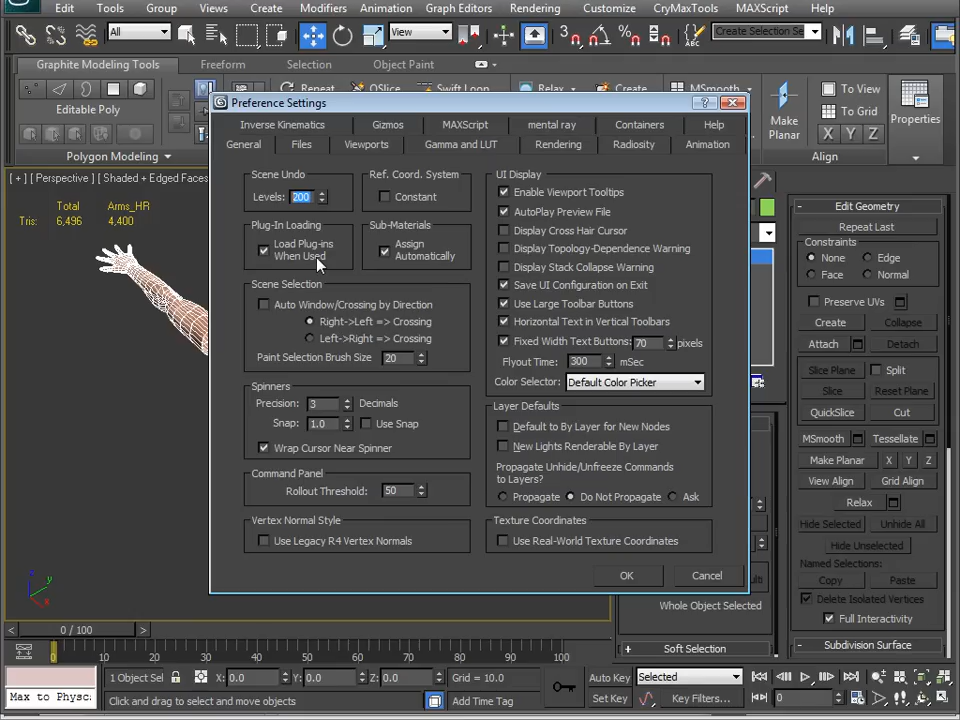 Edit Tools Group Views Create Modifiers Animation Graph Editors Rendering Customize CryMaxTools MAXScript Help
All View Create Selection Se
Graphite Modeling Tools Freeform Selection Object Paint
Editable Poly
Polygon Modeling
Repeat QSlice Relax Create MSmooth
Make
Planar
To View
To Grid
X Y Z
Align
Properties
[ + ] [ Perspective ] [ Shaded + Edged Faces
Total Arms_HR
Tris: 6,496 4,400
Preference Settings
Inverse Kinematics Gizmos MAXScript mental ray Containers Help
General Files Viewports Gamma and LUT Rendering Radiosity Animation
Scene Undo
Levels: 200
Ref. Coord. System
Constant
Plug-In Loading
Load Plug-ins
When Used
Sub-Materials
Assign
Automatically
Scene Selection
Auto Window/Crossing by Direction
Right->Left => Crossing
Left->Right => Crossing
Paint Selection Brush Size 20
Spinners
Precision: 3 Decimals
Snap: 1.0 Use Snap
Wrap Cursor Near Spinner
Command Panel
Rollout Threshold: 50
Vertex Normal Style
Use Legacy R4 Vertex Normals
UI Display
Enable Viewport Tooltips
AutoPlay Preview File
Display Cross Hair Cursor
Display Topology-Dependence Warning
Display Stack Collapse Warning
Save UI Configuration on Exit
Use Large Toolbar Buttons
Horizontal Text in Vertical Toolbars
Fixed Width Text Buttons: 70 pixels
Flyout Time: 300 mSec
Color Selector: Default Color Picker
Layer Defaults
Default to By Layer for New Nodes
New Lights Renderable By Layer
Propagate Unhide/Unfreeze Commands
to Layers?
Propagate Do Not Propagate Ask
Texture Coordinates
Use Real-World Texture Coordinates
OK Cancel
Whole Object Selected
+ Soft Selection
- Edit Geometry
Repeat Last
Constraints
None Edge
Face Normal
Preserve UVs
Create Collapse
Attach Detach
Slice Plane Split
Slice Reset Plane
QuickSlice Cut
MSmooth Tessellate
Make Planar X Y Z
View Align Grid Align
Relax
Hide Selected Unhide All
Hide Unselected
Named Selections:
Copy Paste
Delete Isolated Vertices
Full Interactivity
- Subdivision Surface
x y z
< 0 / 100 >
0 10 20 30 40 50 60 70 80 90 100
Max to Physc:
1 Object Sel X: 0.0 Y: 0.0 Z: 0.0 Grid = 10.0
Click and drag to select and move objects
Add Time Tag
Auto Key Selected
Set Key Key Filters...
0